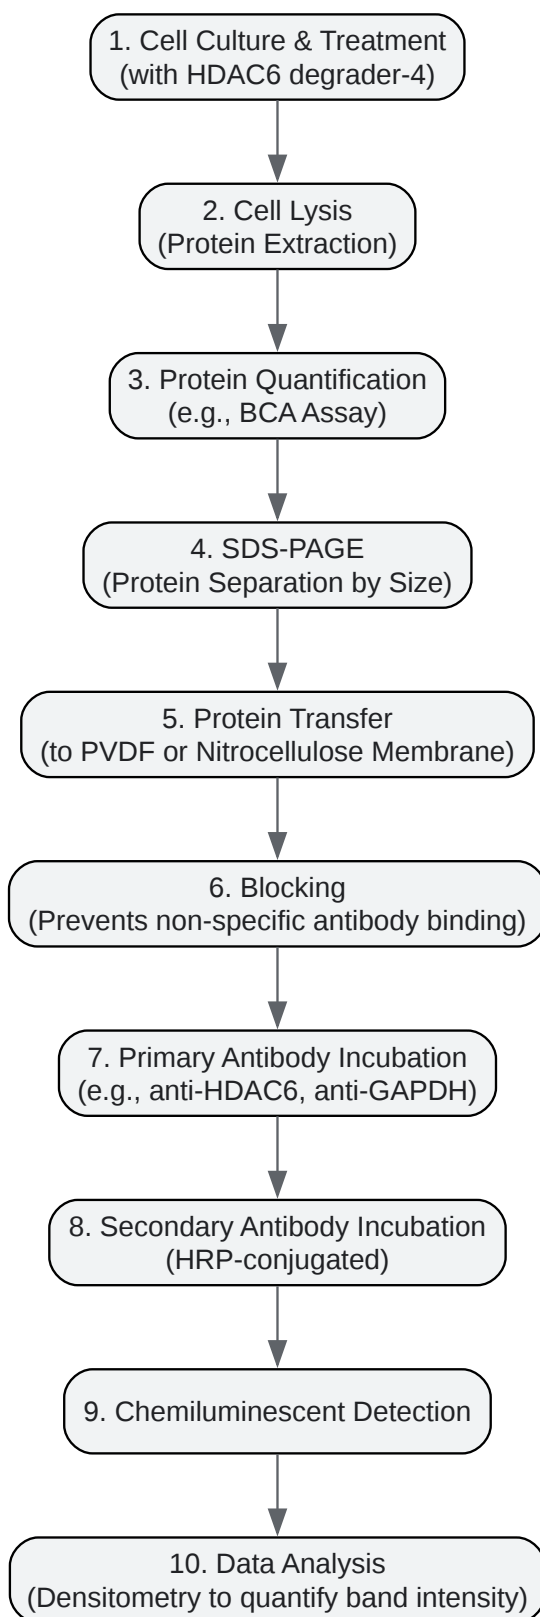 1. Cell Culture & Treatment
(with HDAC6 degrader-4)
2. Cell Lysis
(Protein Extraction)
3. Protein Quantification
(e.g., BCA Assay)
4. SDS-PAGE
(Protein Separation by Size)
5. Protein Transfer
(to PVDF or Nitrocellulose Membrane)
6. Blocking
(Prevents non-specific antibody binding)
7. Primary Antibody Incubation
(e.g., anti-HDAC6, anti-GAPDH)
8. Secondary Antibody Incubation
(HRP-conjugated)
9. Chemiluminescent Detection
10. Data Analysis
(Densitometry to quantify band intensity)